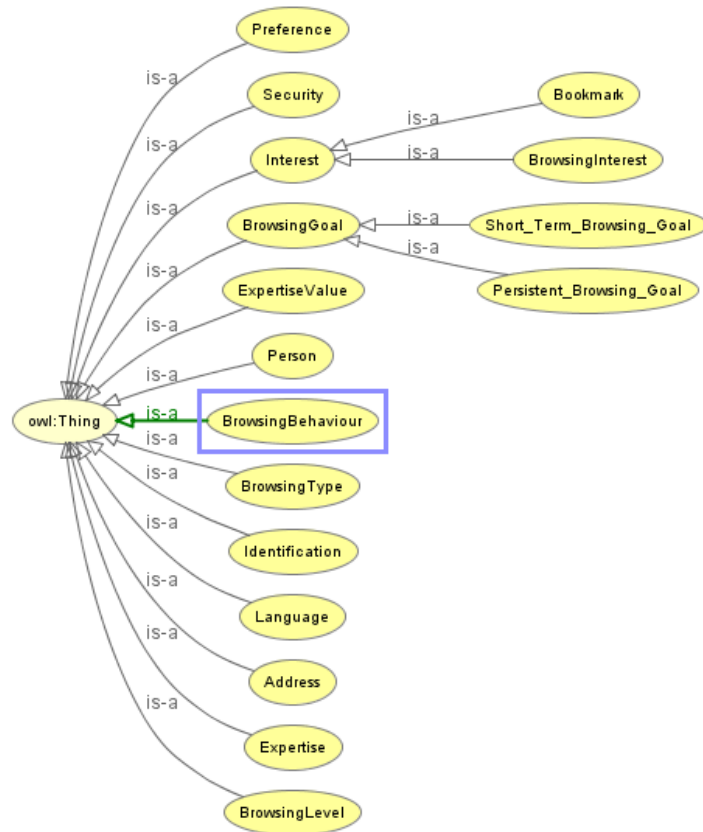 Preference
is-a
Security
Bookmark
is-a
is-a
Interest
is-a
BrowsingInterest
is-a
BrowsingGoal
is-a
Short_Term_Browsing_Goal
is-a
is-a
ExpertiseValue
Persistent_Browsing_Goal
is-a
Person
is-a
owl:Thing
is-a
BrowsingBehaviour
is-a
BrowsingType
is-a
is-a
Identification
is-a
Language
is-a
Address
is-a
Expertise
BrowsingLevel